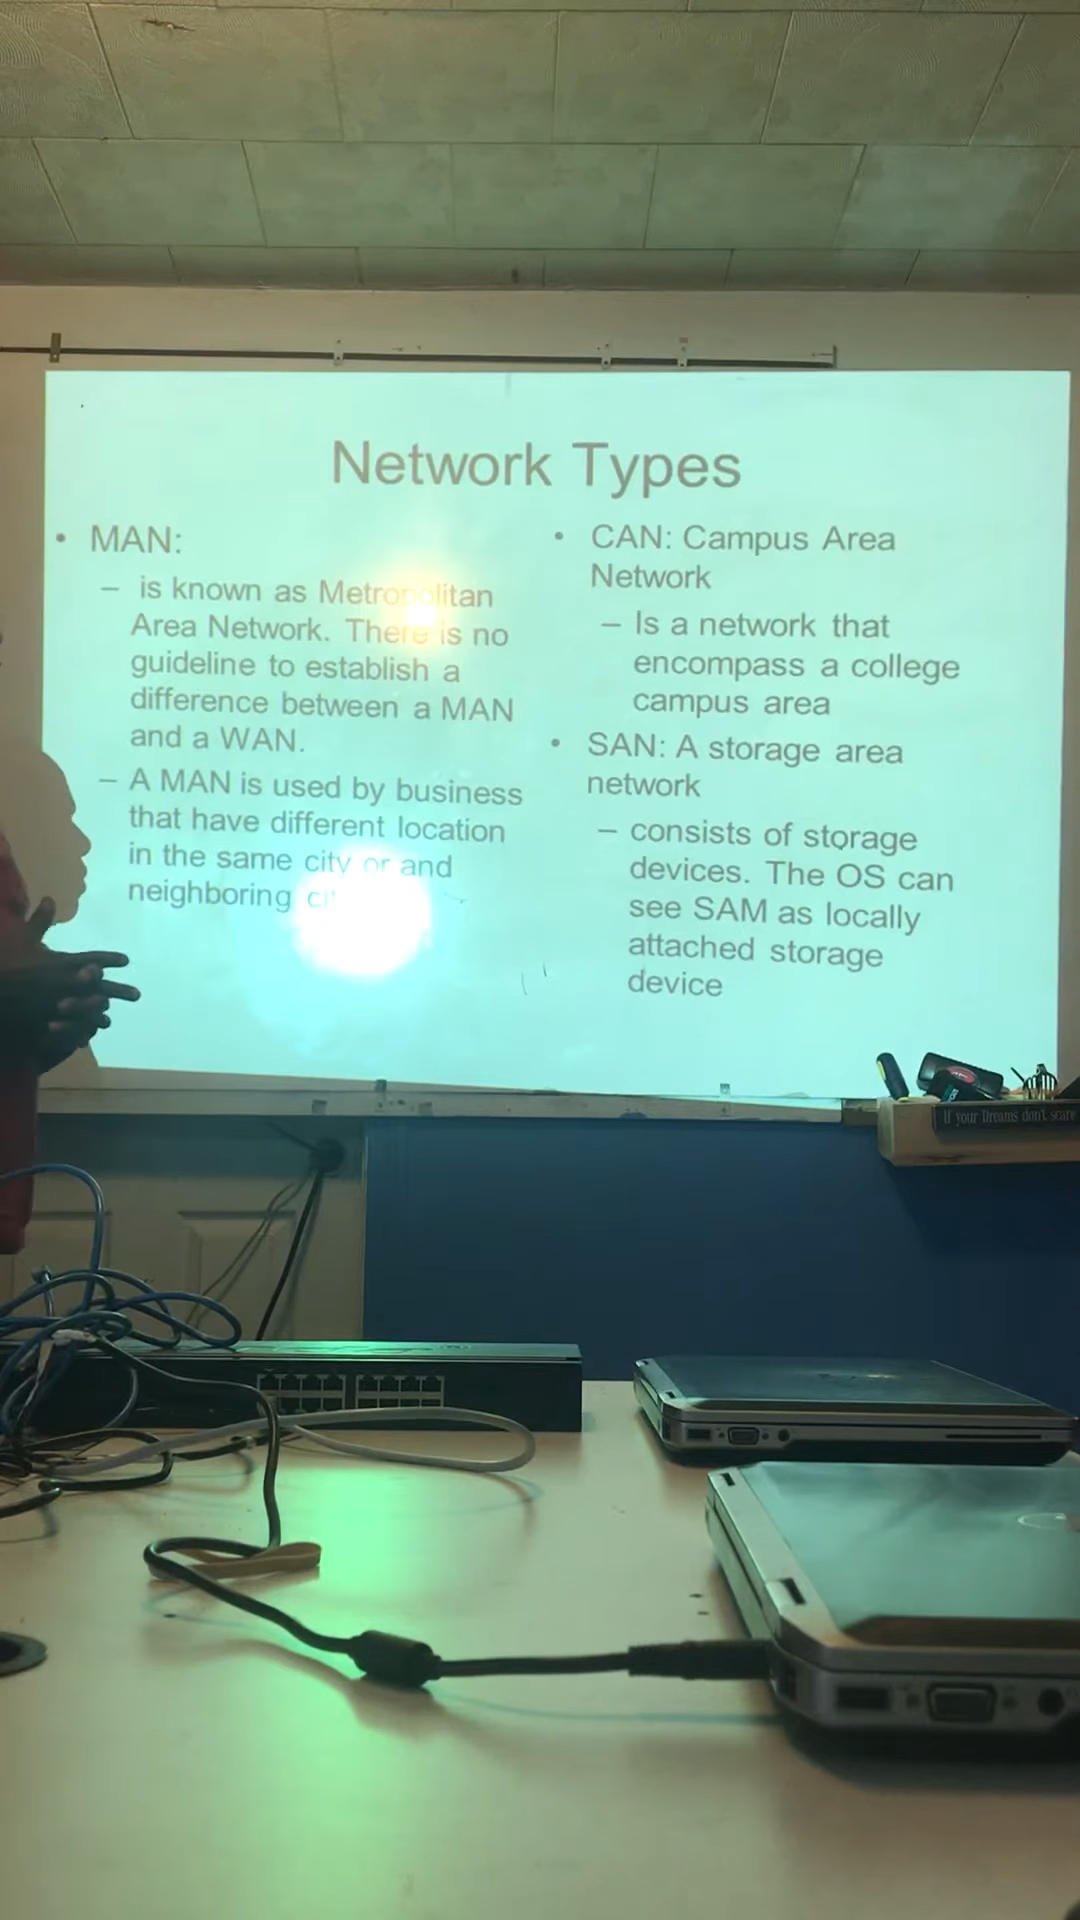 Network Types
• MAN:
– is known as Metropolitan
Area Network. There is no
guideline to establish a
difference between a MAN
and a WAN.
– A MAN is used by business
that have different location
in the same city or and
neighboring
• CAN: Campus Area
Network
– Is a network that
encompass a college
campus area
• SAN: A storage area
network
– consists of storage
devices. The OS can
see SAM as locally
attached storage
device
If your Dreams don't scare